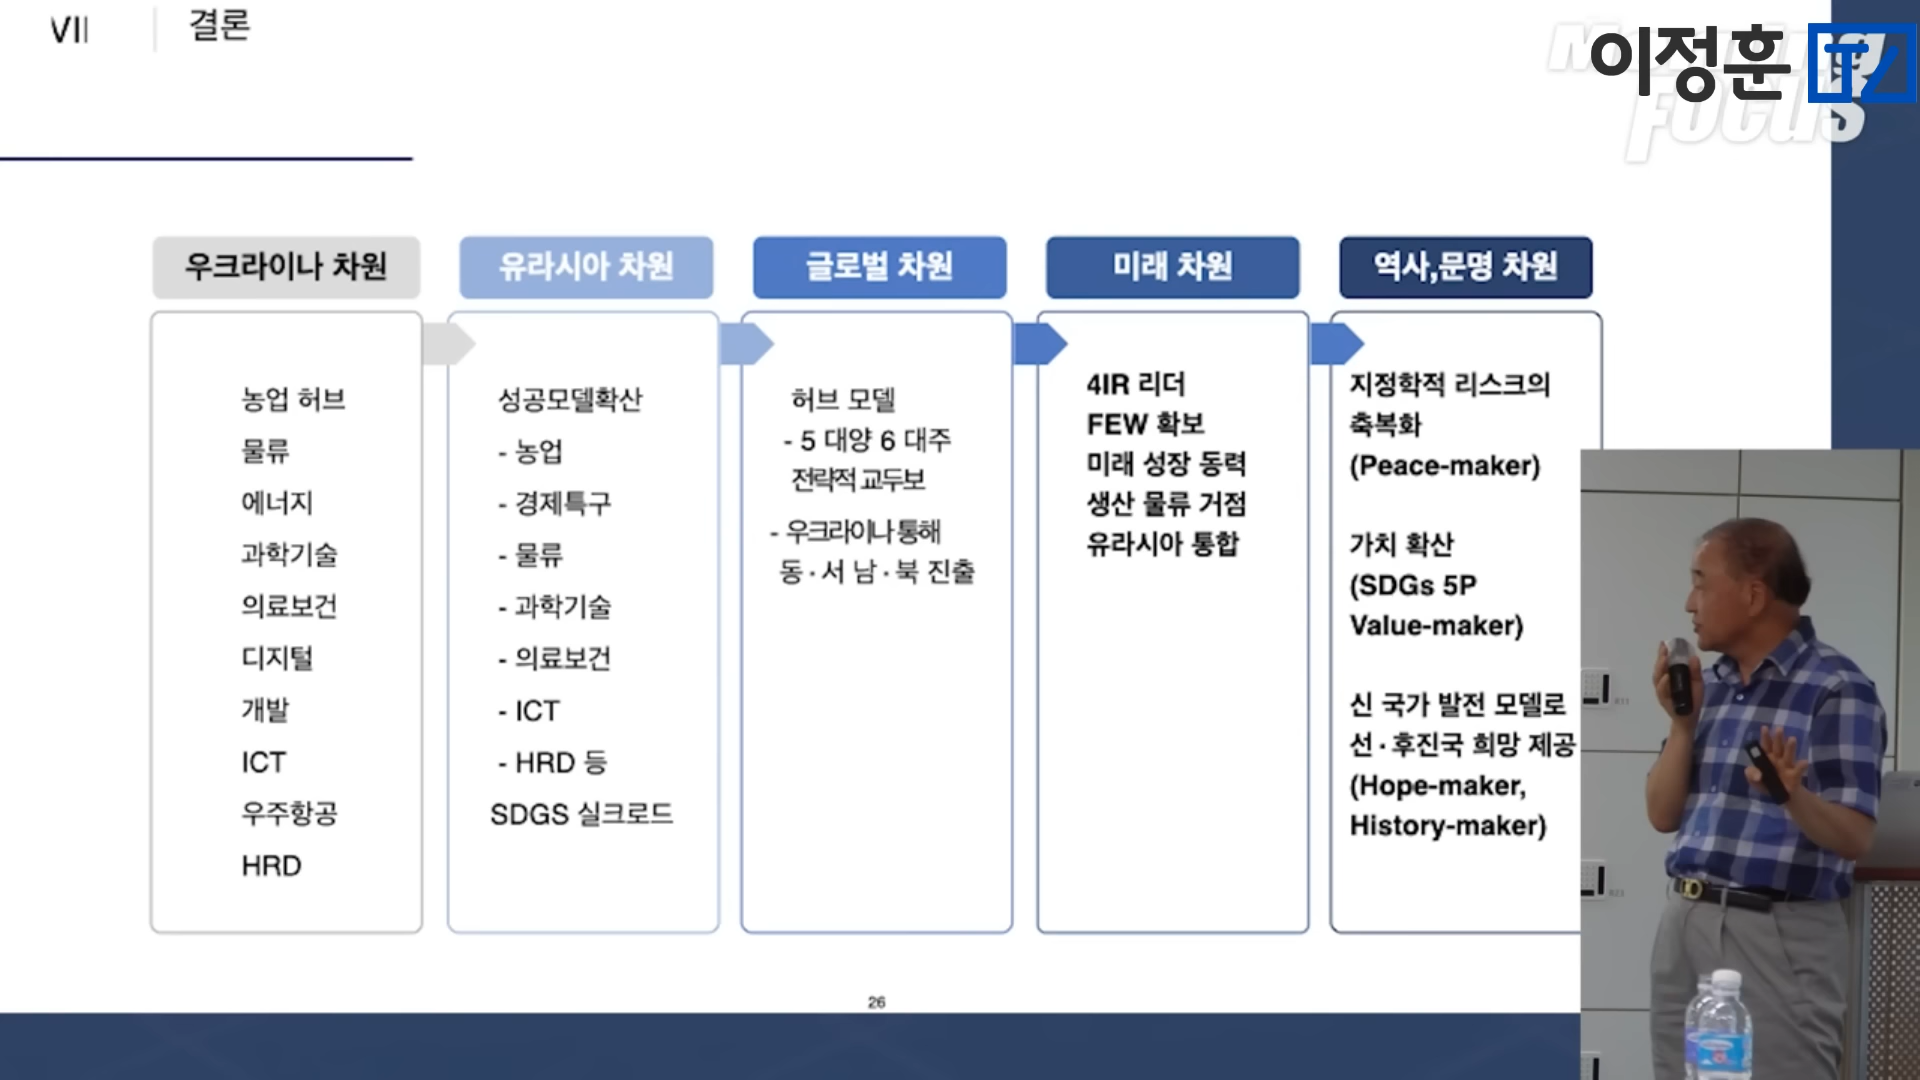 VII
결론
Morning
Focus
이정훈 TV
우크라이나 차원
농업 허브
물류
에너지
과학기술
의료보건
디지털
개발
ICT
우주항공
HRD
유라시아 차원
성공모델확산
- 농업
- 경제특구
- 물류
- 과학기술
- 의료보건
- ICT
- HRD 등
SDGS 실크로드
글로벌 차원
허브 모델
- 5 대양 6 대주
전략적 교두보
- 우크라이나 통해
동 · 서 남 · 북 진출
미래 차원
4IR 리더
FEW 확보
미래 성장 동력
생산 물류 거점
유라시아 통합
역사,문명 차원
지정학적 리스크의
축복화
(Peace-maker)
가치 확산
(SDGs 5P
Value-maker)
신 국가 발전 모델로
선 · 후진국 희망 제공
(Hope-maker,
History-maker)
26